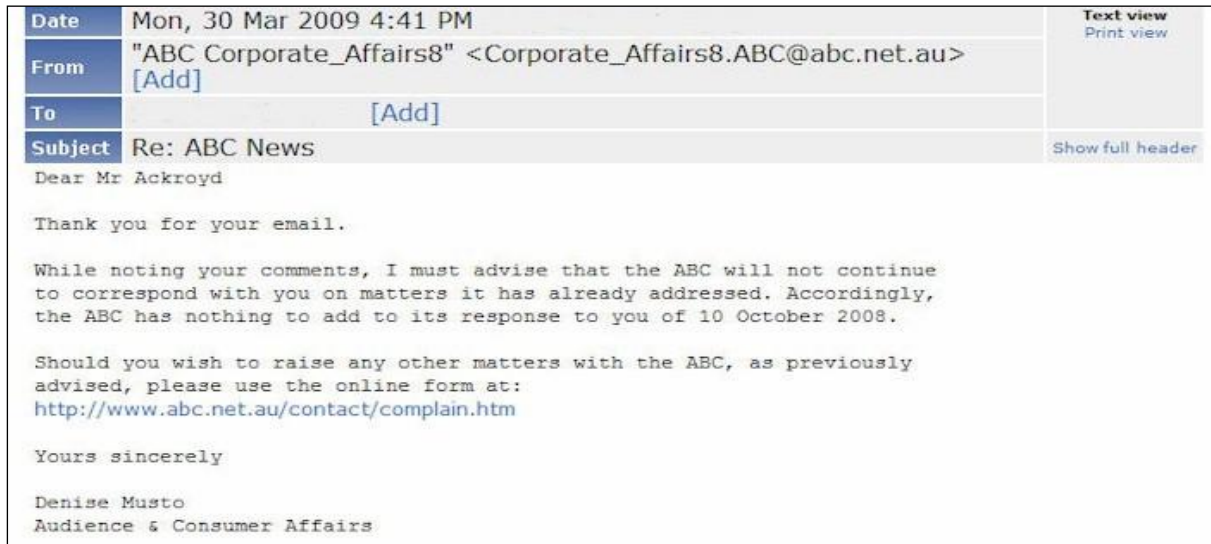 Date Mon, 30 Mar 2009 4:41 PM
Text view
Print view
From "ABC Corporate_Affairs8" <Corporate_Affairs8.ABC@abc.net.au>
[Add]
To [Add]
Subject Re: ABC News
Show full header
Dear Mr Ackroyd
Thank you for your email.
While noting your comments, I must advise that the ABC will not continue
to correspond with you on matters it has already addressed. Accordingly,
the ABC has nothing to add to its response to you of 10 October 2008.
Should you wish to raise any other matters with the ABC, as previously
advised, please use the online form at:
http://www.abc.net.au/contact/complain.htm
Yours sincerely
Denise Musto
Audience & Consumer Affairs